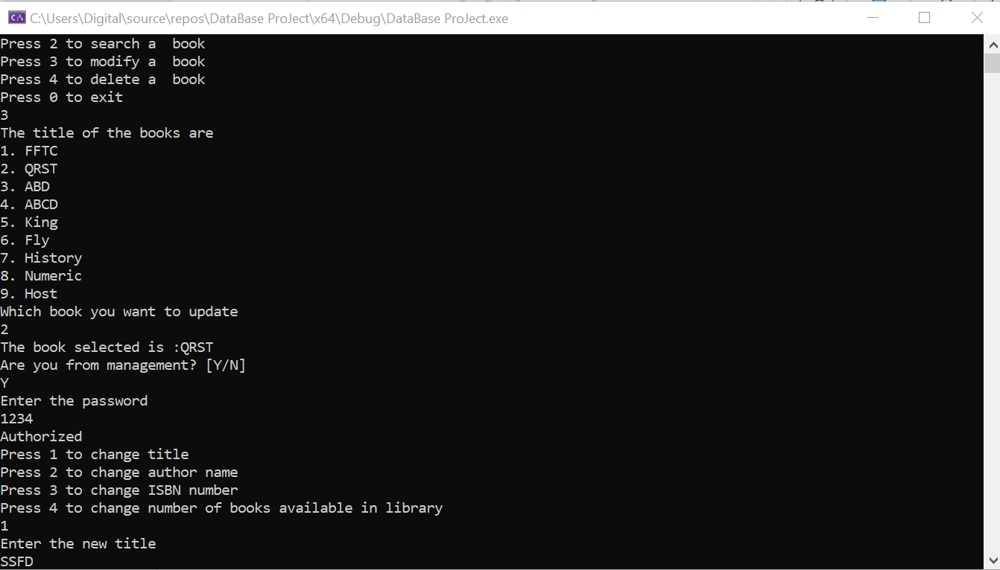 C:\Users\Digital\source\repos\DataBase ProJect\x64\Debug\DataBase ProJect.exe
Press 2 to search a  book
Press 3 to modify a  book
Press 4 to delete a  book
Press 0 to exit
3
The title of the books are
1. FFTC
2. QRST
3. ABD
4. ABCD
5. King
6. Fly
7. History
8. Numeric
9. Host
Which book you want to update
2
The book selected is :QRST
Are you from management? [Y/N]
Y
Enter the password
1234
Authorized
Press 1 to change title
Press 2 to change author name
Press 3 to change ISBN number
Press 4 to change number of books available in library
1
Enter the new title
SSFD